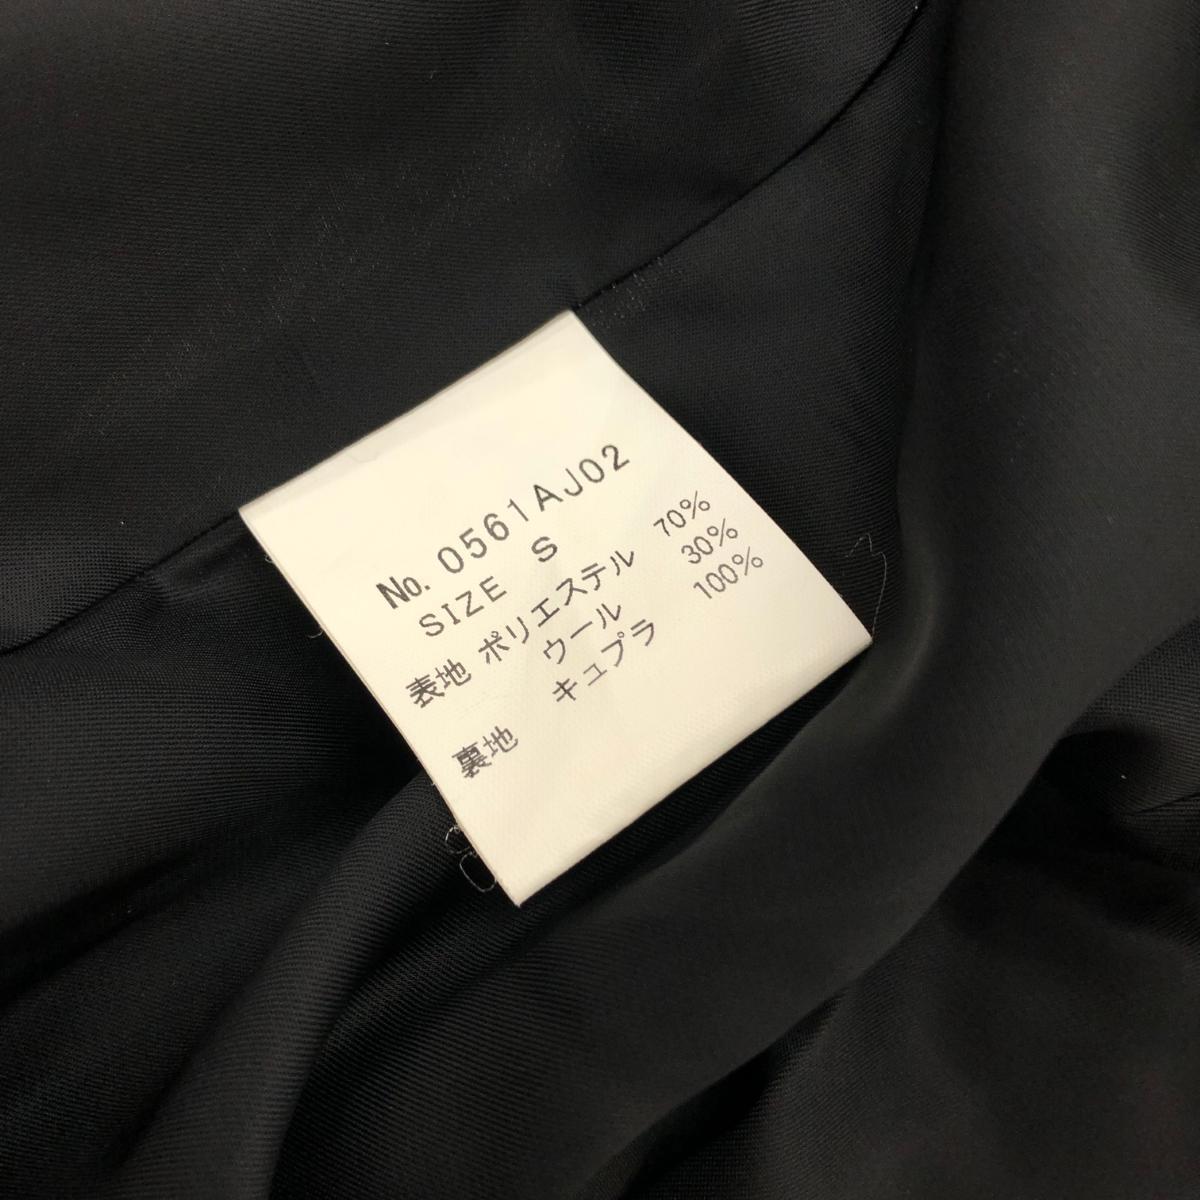 No. 0561AJ02
SIZE S
表地 ポリエステル 70%
ウール 30%
裏地 キュプラ 100%